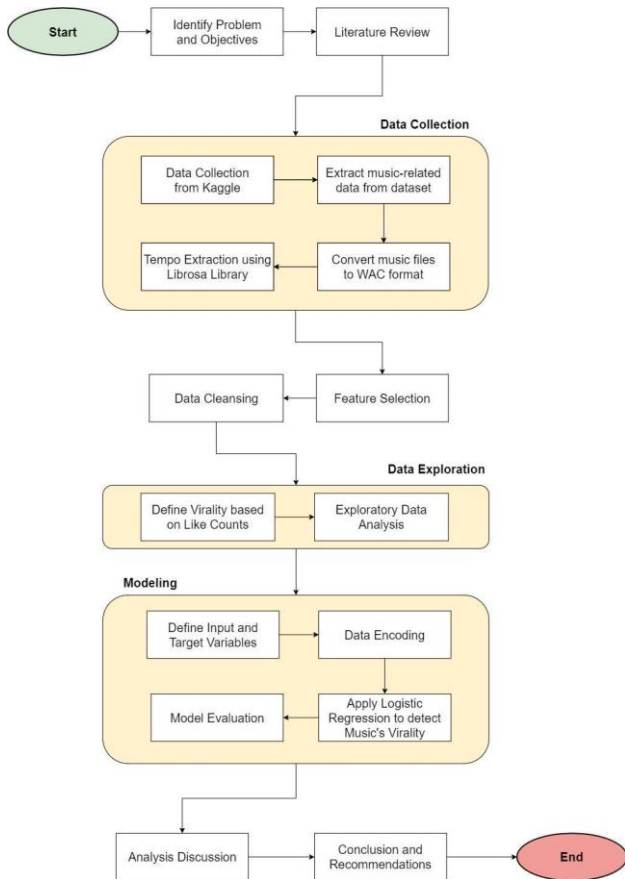 Start
Identify Problem
and Objectives
Literature Review
Data Collection
Data Collection
from Kaggle
Extract music-related
data from dataset
Tempo Extraction using
Librosa Library
Convert music files
to WAC format
Data Cleansing
Feature Selection
Data Exploration
Define Virality based
on Like Counts
Exploratory Data
Analysis
Modeling
Define Input and
Target Variables
Data Encoding
Model Evaluation
Apply Logistic
Regression to detect
Music's Virality
Analysis Discussion
Conclusion and
Recommendations
End